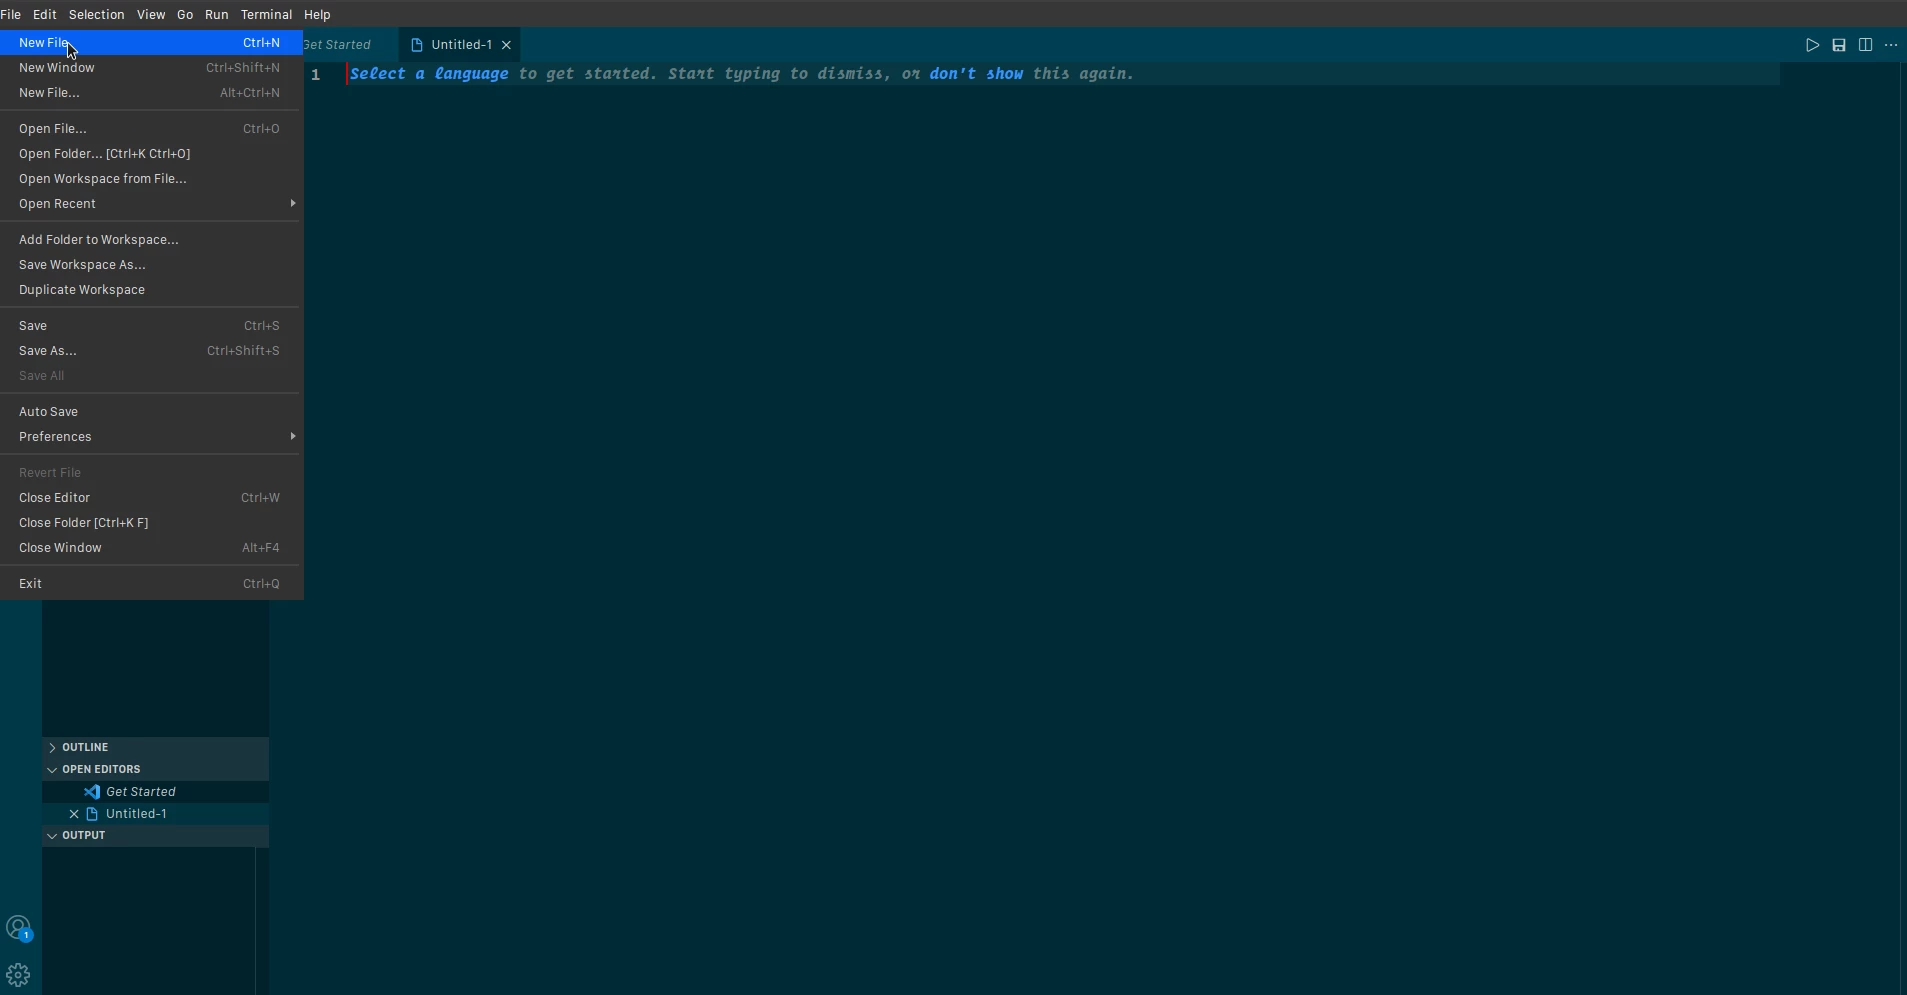 File Edit Selection View Go Run Terminal Help
New File Ctrl+N
New Window Ctrl+Shift+N
New File... Alt+Ctrl+N
Open File... Ctrl+O
Open Folder... [Ctrl+K Ctrl+O]
Open Workspace from File...
Open Recent
Add Folder to Workspace...
Save Workspace As...
Duplicate Workspace
Save Ctrl+S
Save As... Ctrl+Shift+S
Save All
Auto Save
Preferences
Revert File
Close Editor Ctrl+W
Close Folder [Ctrl+K F]
Close Window Alt+F4
Exit Ctrl+Q
Get Started Untitled-1
1 Select a language to get started. Start typing to dismiss, or don't show this again.
OUTLINE
OPEN EDITORS
Get Started
Untitled-1
OUTPUT
1